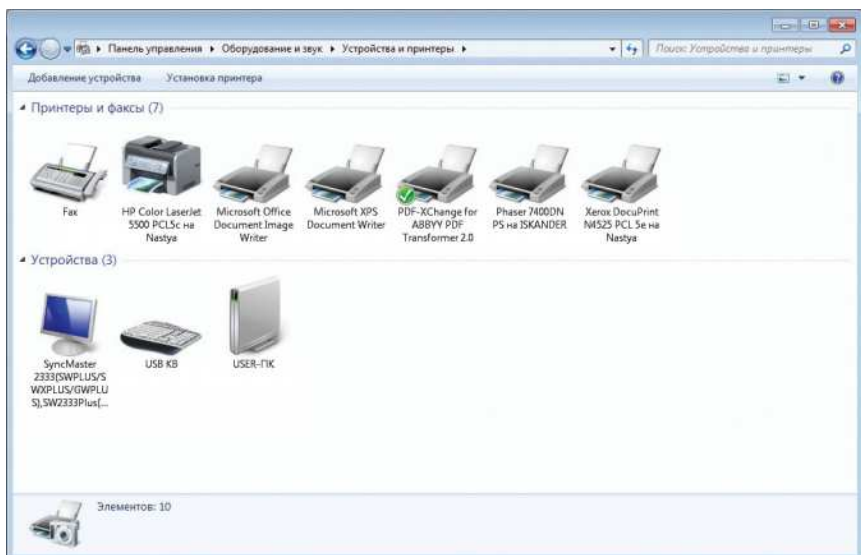 Панель управления ▸ Оборудование и звук ▸ Устройства и принтеры ▸
Поиск: Устройства и принтеры
Добавление устройства Установка принтера
Принтеры и факсы (7)
Fax
HP Color LaserJet
5500 PCL5c на
Nastya
Microsoft Office
Document Image
Writer
Microsoft XPS
Document Writer
PDF-XChange for
ABBYY PDF
Transformer 2.0
Phaser 7400DN
PS на ISKANDER
Xerox DocuPrint
N4525 PCL 5e на
Nastya
Устройства (3)
SyncMaster
2333(SWPLUS/S
WXPLUS/GWPLU
S),SW2333Plus(...
USB KB
USER-ПК
Элементов: 10